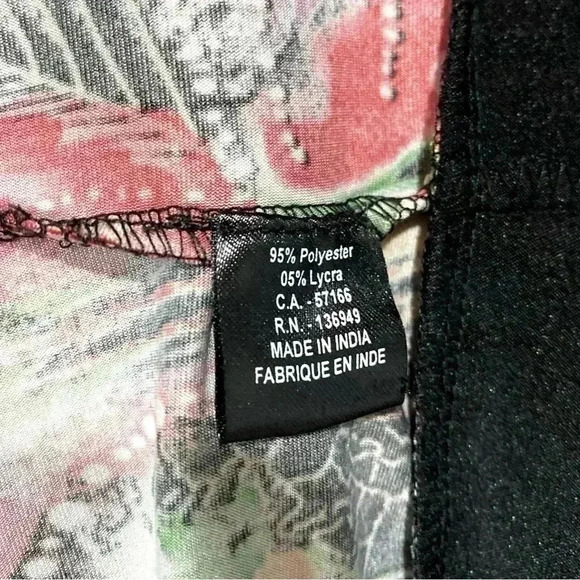 95% Polyester
05% Lycra
C.A. - 57166
R.N. - 136949
MADE IN INDIA
FABRIQUE EN INDE